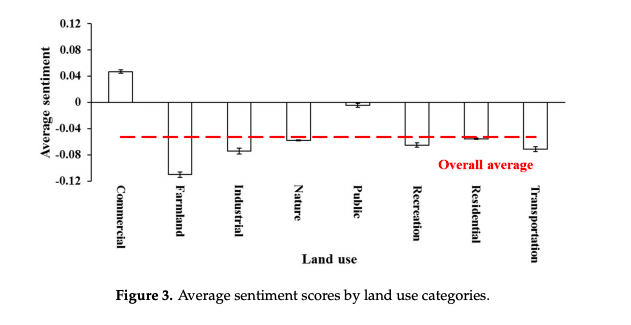 Average sentiment
0.12
0.08
0.04
0
-0.04
-0.08
-0.12
Overall average
Commercial
Farmland
Industrial
Nature
Public
Recreation
Residential
Transportation
Land use
Figure 3. Average sentiment scores by land use categories.